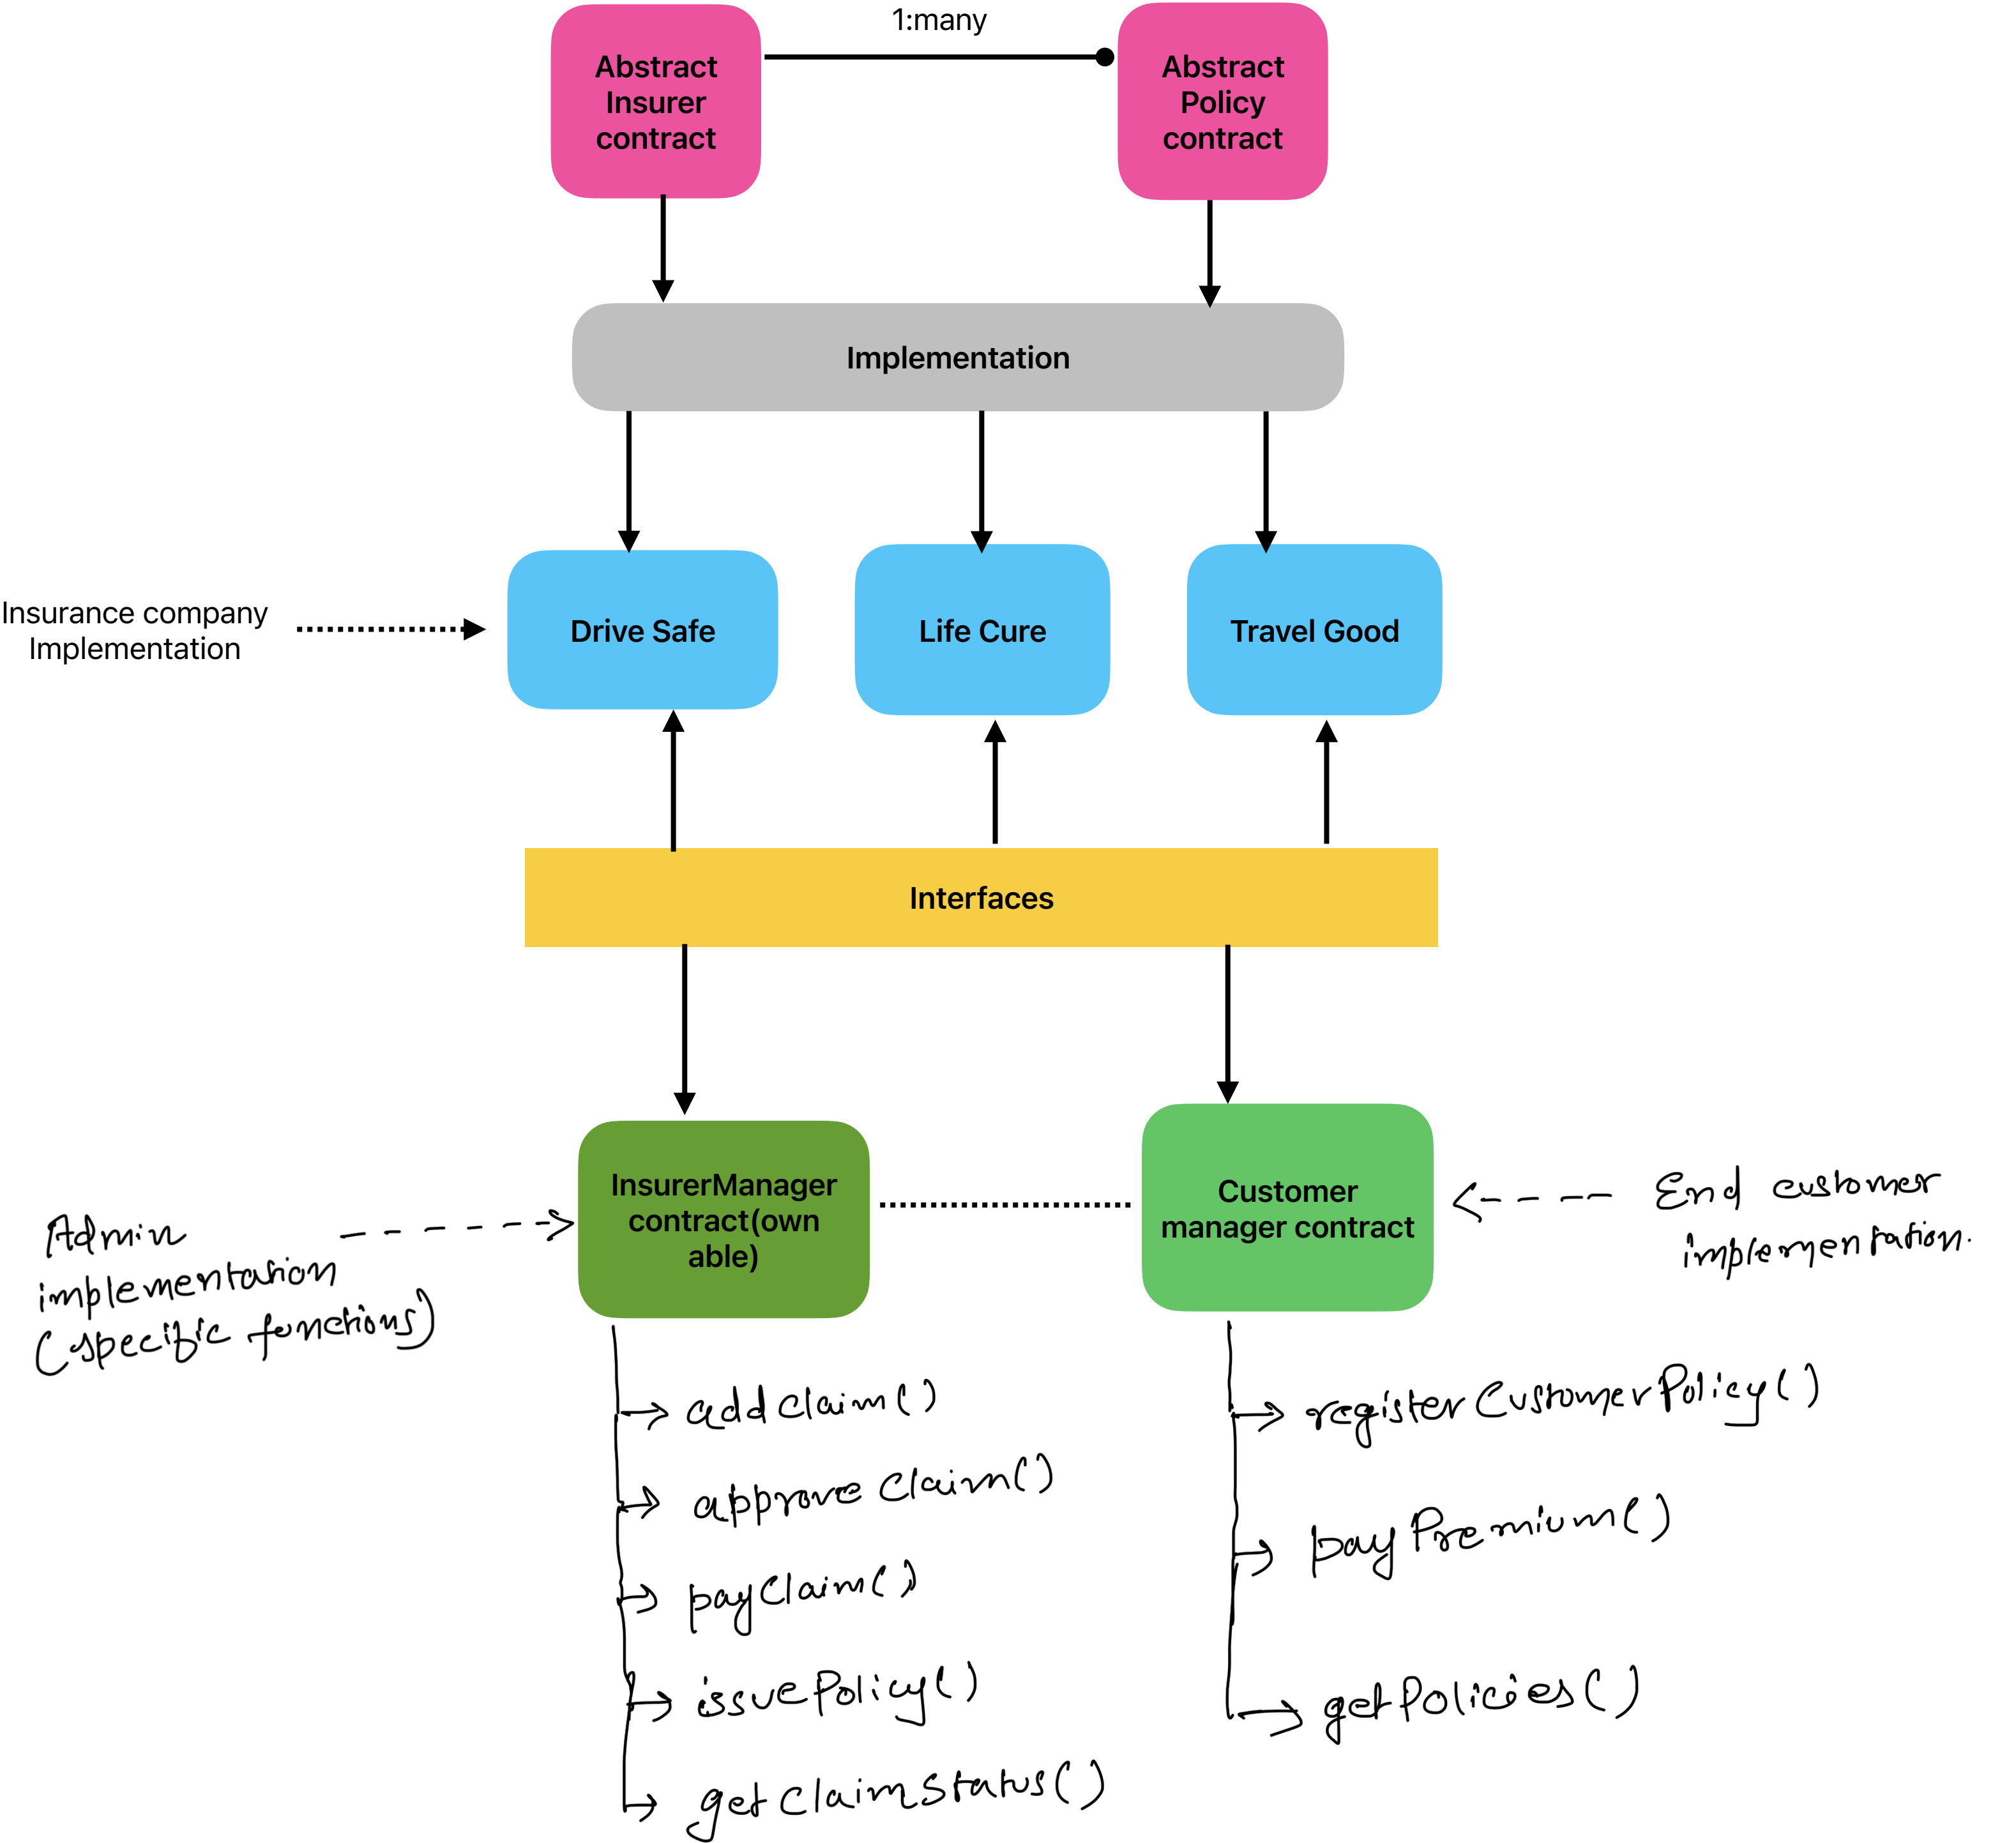 1:many
Abstract
Insurer
contract
Abstract
Policy
contract
Implementation
Insurance company
Implementation
Drive Safe
Life Cure
Travel Good
Interfaces
InsurerManager
contract(own
able)
Customer
manager contract
Admin
implementation
(specific functions)
End customer
implementation.
addClaim()
approveClaim()
payClaim()
issuePolicy()
getClaimStatus()
registerCustomerPolicy()
payPremium()
getPolicies()